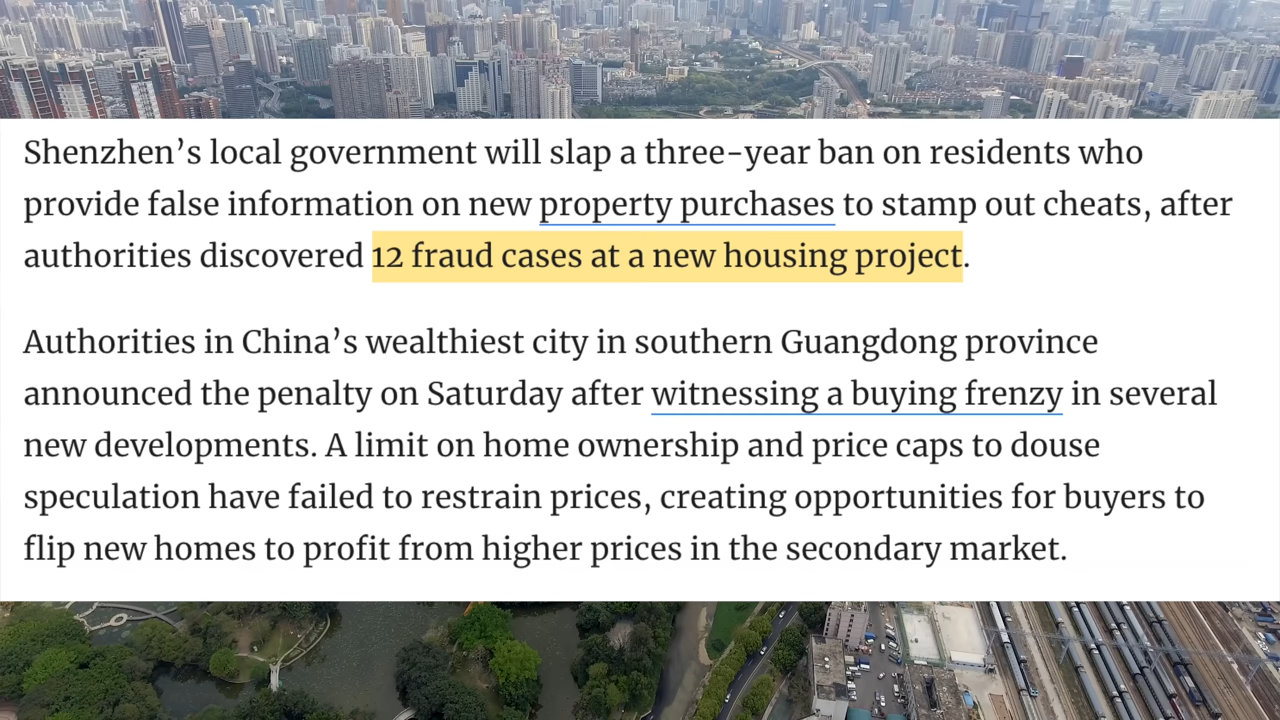 Shenzhen’s local government will slap a three-year ban on residents who
provide false information on new property purchases to stamp out cheats, after
authorities discovered 12 fraud cases at a new housing project.
Authorities in China’s wealthiest city in southern Guangdong province
announced the penalty on Saturday after witnessing a buying frenzy in several
new developments. A limit on home ownership and price caps to douse
speculation have failed to restrain prices, creating opportunities for buyers to
flip new homes to profit from higher prices in the secondary market.